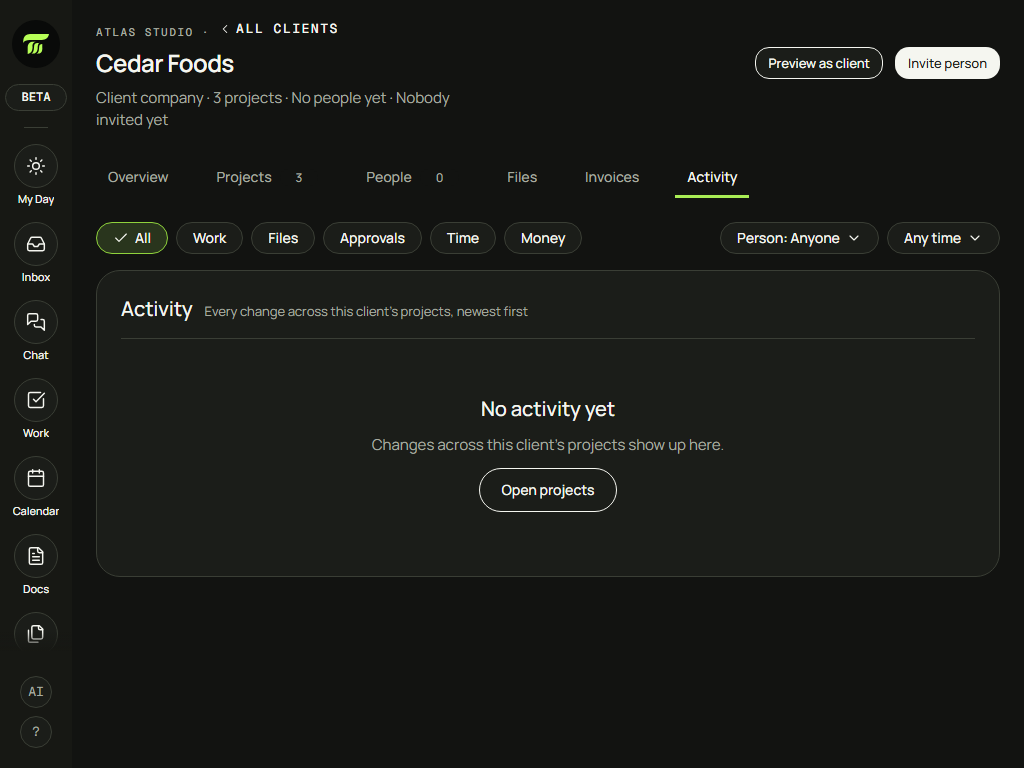 ATLAS STUDIO · ALL CLIENTS
Cedar Foods
Client company · 3 projects · No people yet · Nobody
invited yet
Preview as client
Invite person
BETA
My Day
Inbox
Chat
Work
Calendar
Docs
AI
?
Overview
Projects 3
People 0
Files
Invoices
Activity
All
Work
Files
Approvals
Time
Money
Person: Anyone
Any time
Activity
Every change across this client's projects, newest first
No activity yet
Changes across this client's projects show up here.
Open projects